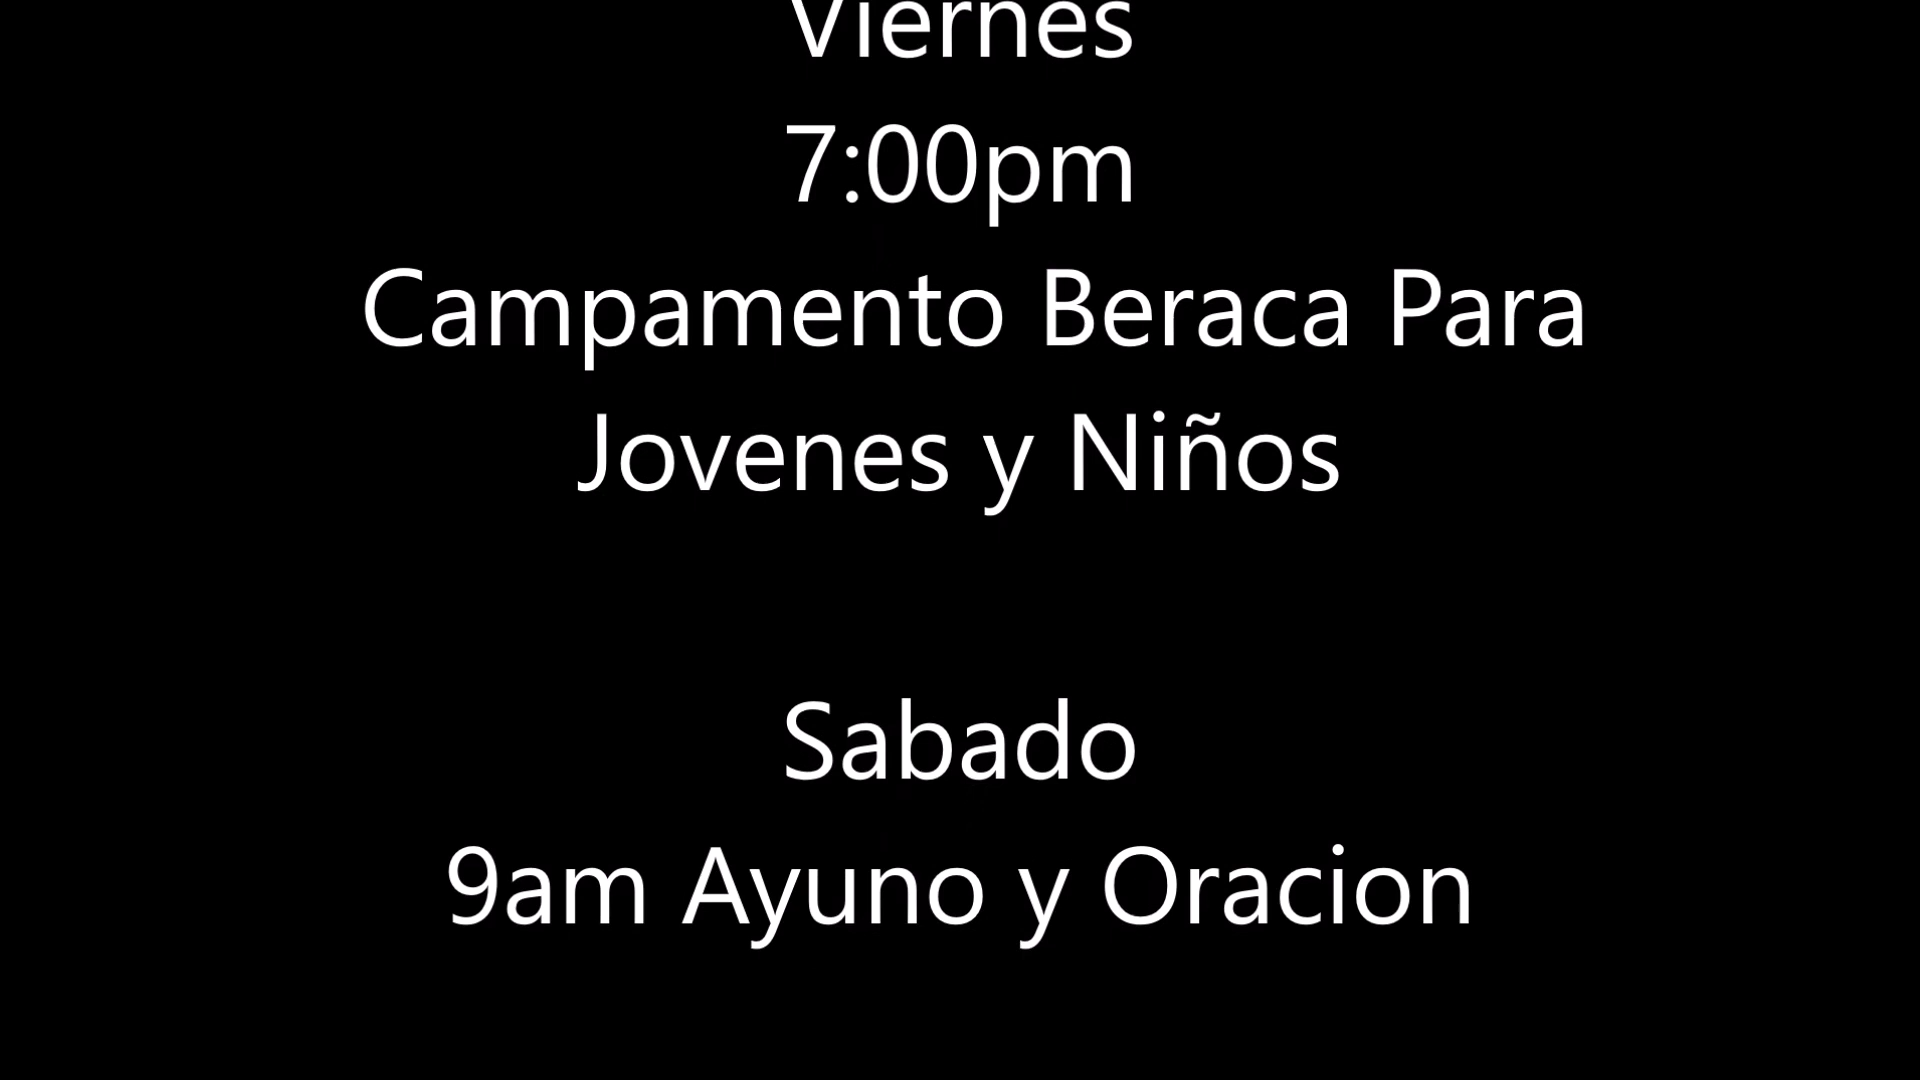 Viernes
7:00pm
Campamento Beraca Para
Jovenes y Niños
Sabado
9am Ayuno y Oracion